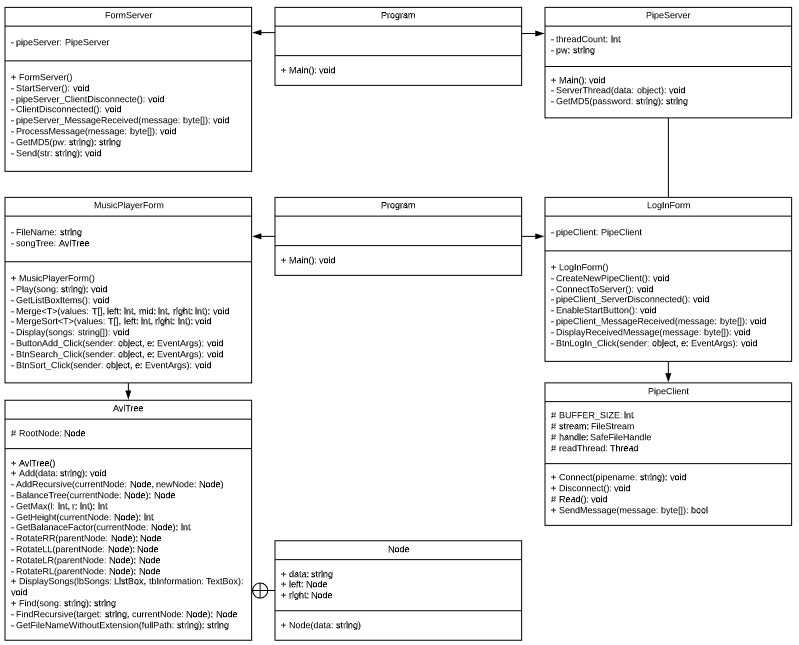 FormServer
- pipeServer: PipeServer
+ FormServer()
- StartServer(): void
- pipeServer_ClientDisconnecte(): void
- ClientDisconnected(): void
- pipeServer_MessageReceived(message: byte[]): void
- ProcessMessage(message: byte[]): void
- GetMD5(pw: string): string
- Send(str: string): void
Program
+ Main(): void
PipeServer
- threadCount: int
- pw: string
+ Main(): void
- ServerThread(data: object): void
- GetMD5(password: string): string
MusicPlayerForm
- FileName: string
- songTree: AvlTree
+ MusicPlayerForm()
- Play(song: string): void
- GetListBoxItems(): void
- Merge<T>(values: T[], left: int, mid: int, right: int): void
- MergeSort<T>(values: T[], left: int, right: int): void
- Display(songs: string[]): void
- ButtonAdd_Click(sender: object, e: EventArgs): void
- BtnSearch_Click(sender: object, e: EventArgs): void
- BtnSort_Click(sender: object, e: EventArgs): void
Program
+ Main(): void
LogInForm
- pipeClient: PipeClient
+ LogInForm()
- CreateNewPipeClient(): void
- ConnectToServer(): void
- pipeClient_ServerDisconnected(): void
- EnableStartButton(): void
- pipeClient_MessageReceived(message: byte[]): void
- DisplayReceivedMessage(message: byte[]): void
- BtnLogIn_Click(sender: object, e: EventArgs): void
AvlTree
# RootNode: Node
+ AvlTree()
+ Add(data: string): void
- AddRecursive(currentNode: Node, newNode: Node)
- BalanceTree(currentNode: Node): Node
- GetMax(l: int, r: int): int
- GetHeight(currentNode: Node): int
- GetBalanaceFactor(currentNode: Node): int
- RotateRR(parentNode: Node): Node
- RotateLL(parentNode: Node): Node
- RotateLR(parentNode: Node): Node
- RotateRL(parentNode: Node): Node
+ DisplaySongs(lbSongs: ListBox, tbInformation: TextBox):
void
+ Find(song: string): string
- FindRecursive(target: string, currentNode: Node): Node
- GetFileNameWithoutExtension(fullPath: string): string
Node
+ data: string
+ left: Node
+ right: Node
+ Node(data: string)
PipeClient
# BUFFER_SIZE: int
# stream: FileStream
# handle: SafeFileHandle
# readThread: Thread
+ Connect(pipename: string): void
+ Disconnect(): void
# Read(): void
+ SendMessage(message: byte[]): bool